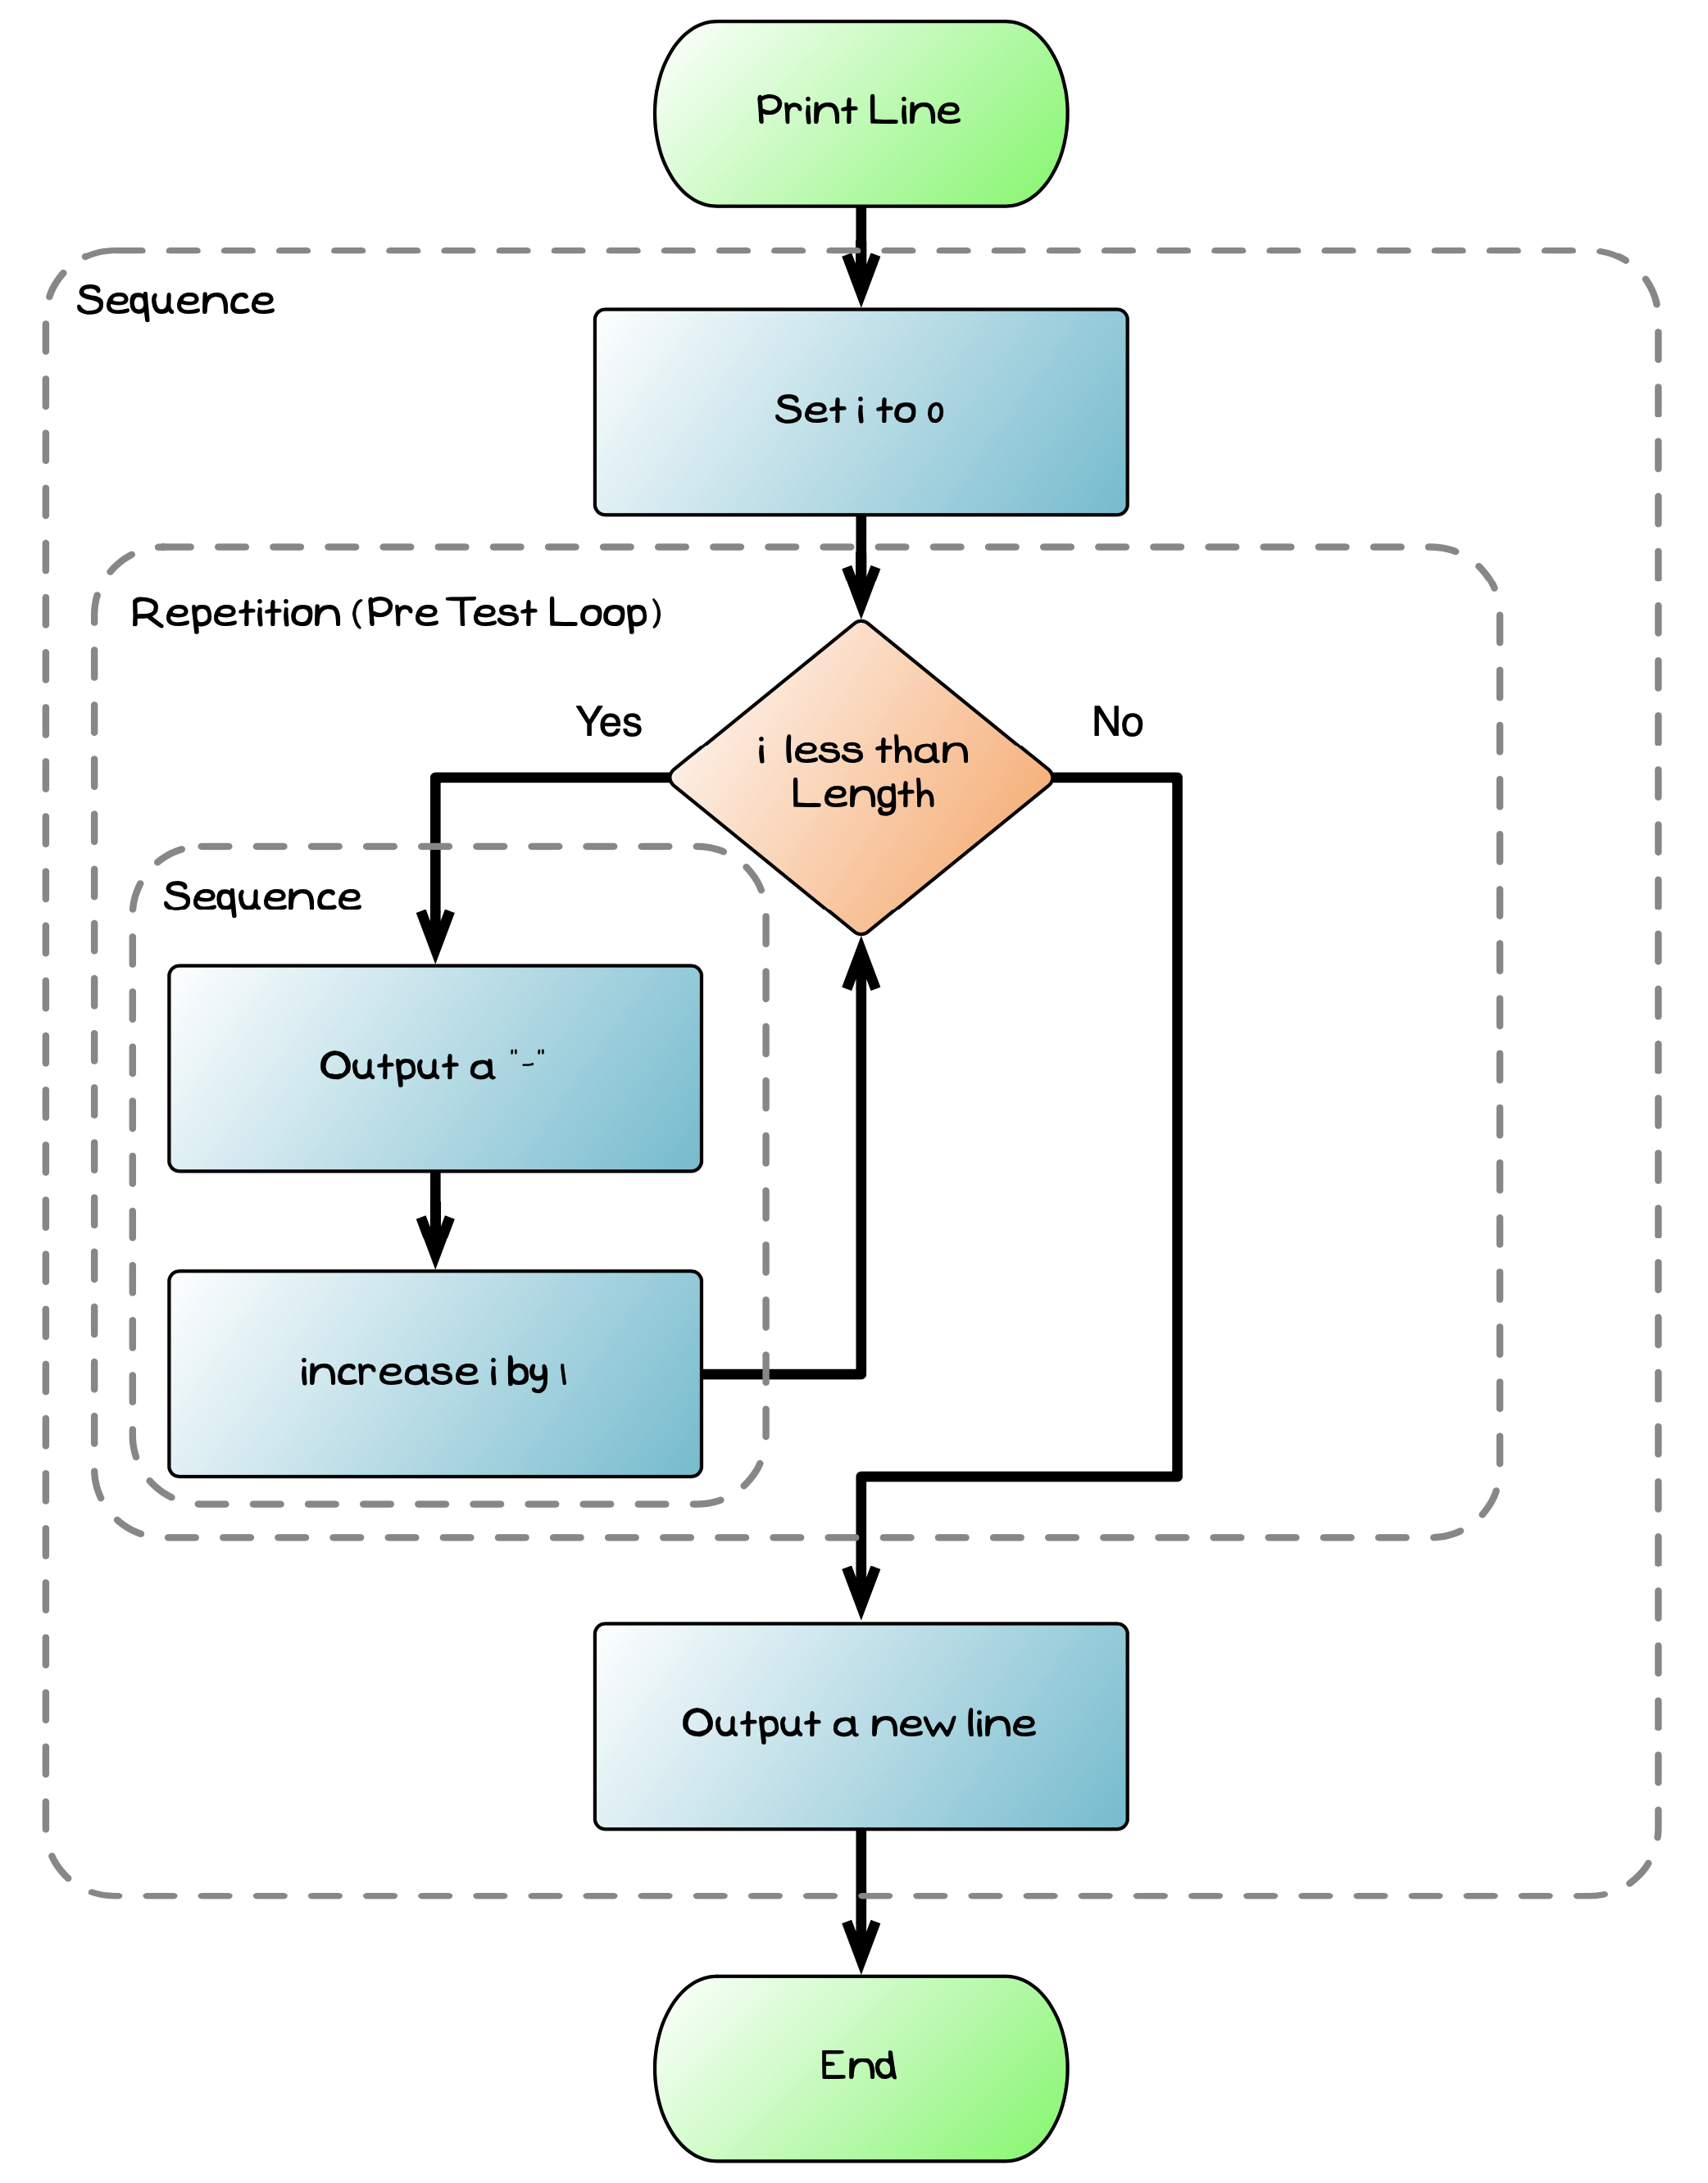 Print Line
Sequence
Set i to 0
Repetition (Pre Test Loop)
Yes
No
i less than
Length
Sequence
Output a "-"
increase i by 1
Output a new line
End